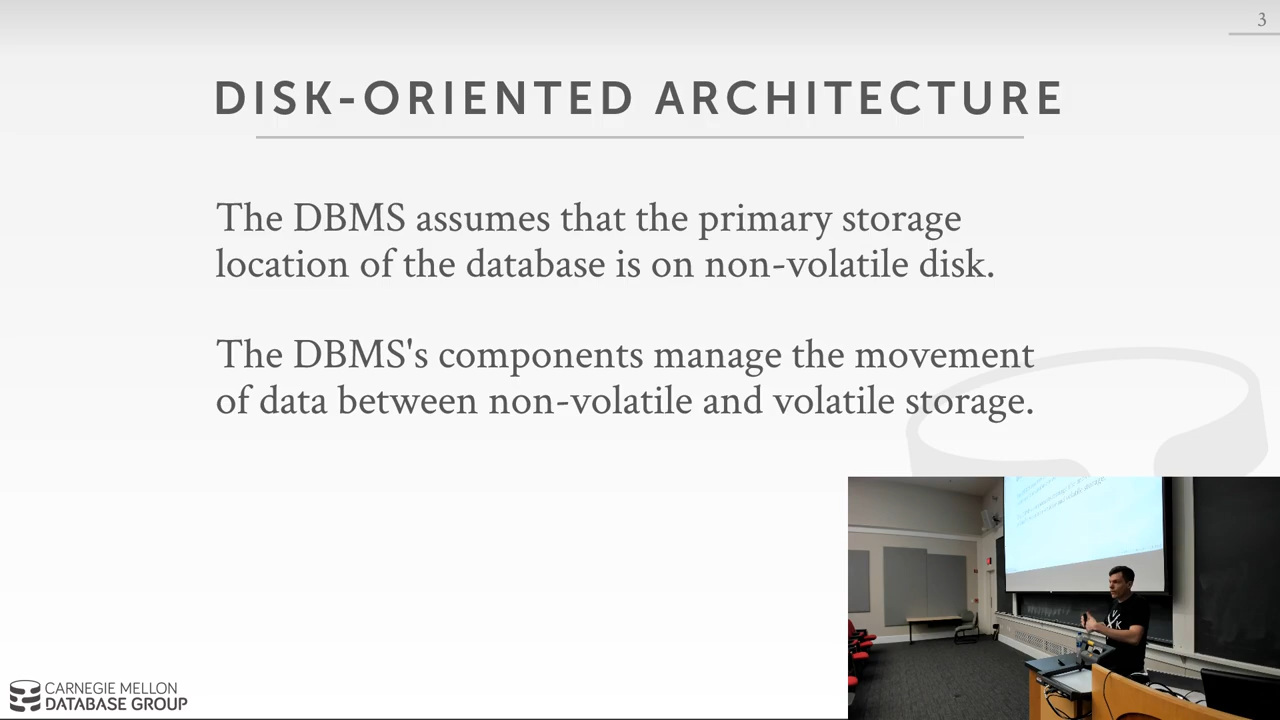 3
DISK-ORIENTED ARCHITECTURE
The DBMS assumes that the primary storage
location of the database is on non-volatile disk.
The DBMS's components manage the movement
of data between non-volatile and volatile storage.
CARNEGIE MELLON
DATABASE GROUP